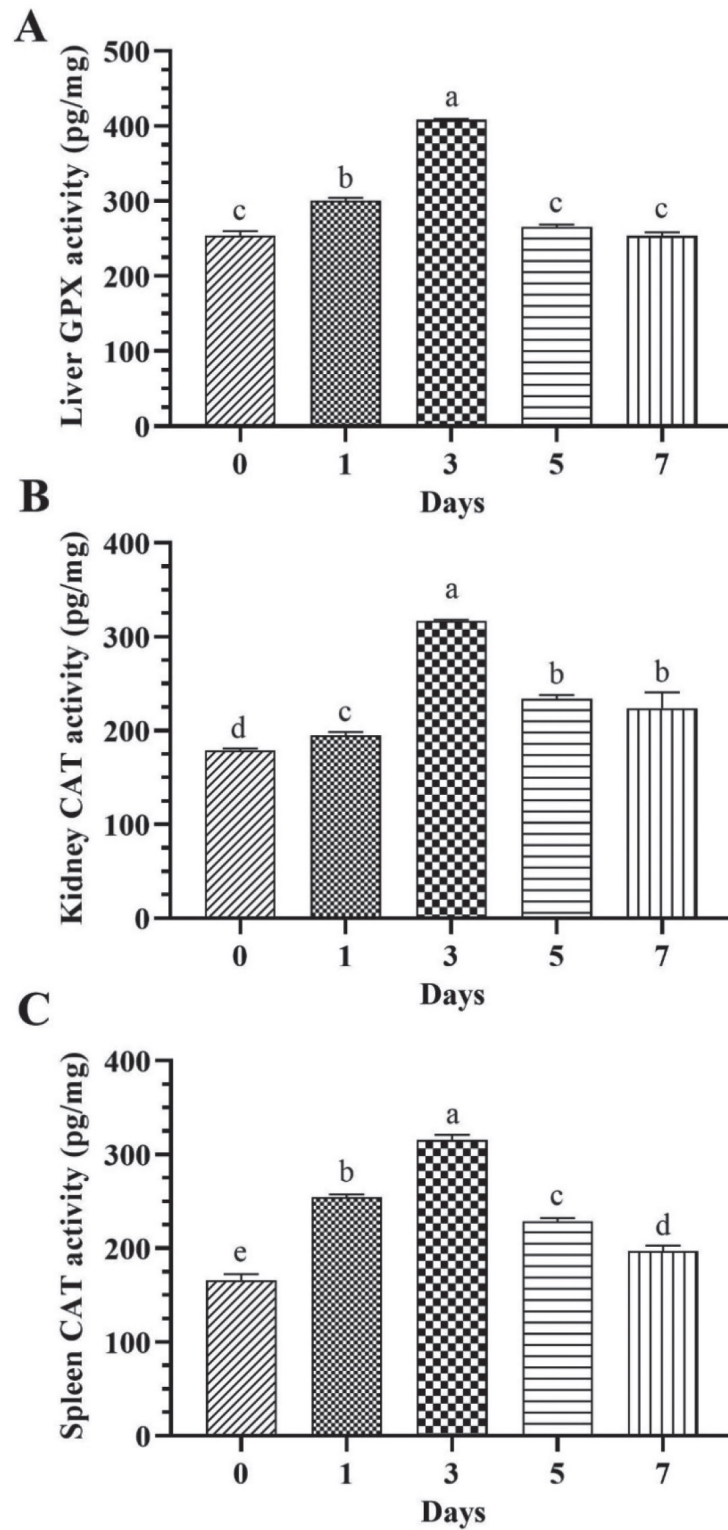 A
Liver GPX activity (pg/mg)
500
400
300
200
100
0
c
b
a
c
c
0 1 3 5 7
Days
B
Kidney CAT activity (pg/mg)
400
300
200
100
0
d
c
a
b
b
0 1 3 5 7
Days
C
Spleen CAT activity (pg/mg)
400
300
200
100
0
e
b
a
c
d
0 1 3 5 7
Days